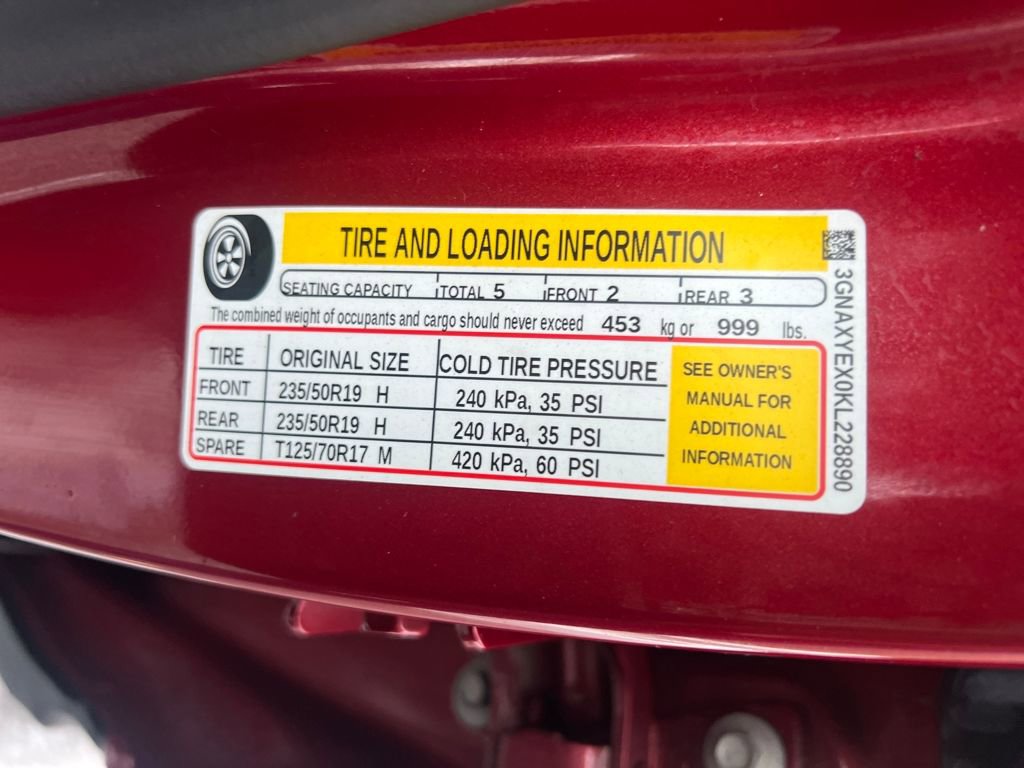 TIRE AND LOADING INFORMATION
SEATING CAPACITY TOTAL 5 FRONT 2 REAR 3
The combined weight of occupants and cargo should never exceed 453 kg or 999 lbs.
TIRE ORIGINAL SIZE COLD TIRE PRESSURE
FRONT 235/50R19 H 240 kPa, 35 PSI
REAR 235/50R19 H 240 kPa, 35 PSI
SPARE T125/70R17 M 420 kPa, 60 PSI
SEE OWNER'S
MANUAL FOR
ADDITIONAL
INFORMATION
3GNAXYEX0KL228890